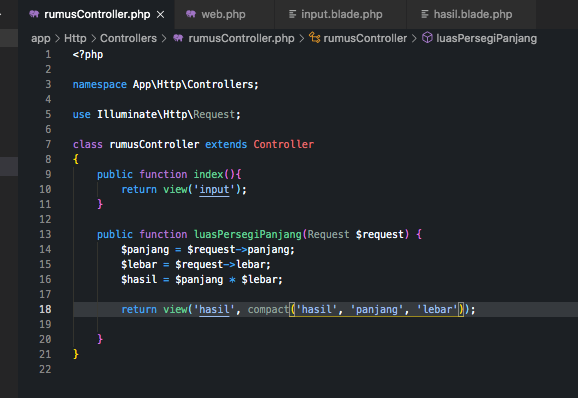 rumusController.php × web.php input.blade.php hasil.blade.php
app > Http > Controllers > rumusController.php > rumusController > luasPersegiPanjang
1 <?php
2
3 namespace App\Http\Controllers;
4
5 use Illuminate\Http\Request;
6
7 class rumusController extends Controller
8 {
9 public function index(){
10 return view('input');
11 }
12
13 public function luasPersegiPanjang(Request $request) {
14 $panjang = $request->panjang;
15 $lebar = $request->lebar;
16 $hasil = $panjang * $lebar;
17
18 return view('hasil', compact('hasil', 'panjang', 'lebar'));
19
20 }
21 }
22